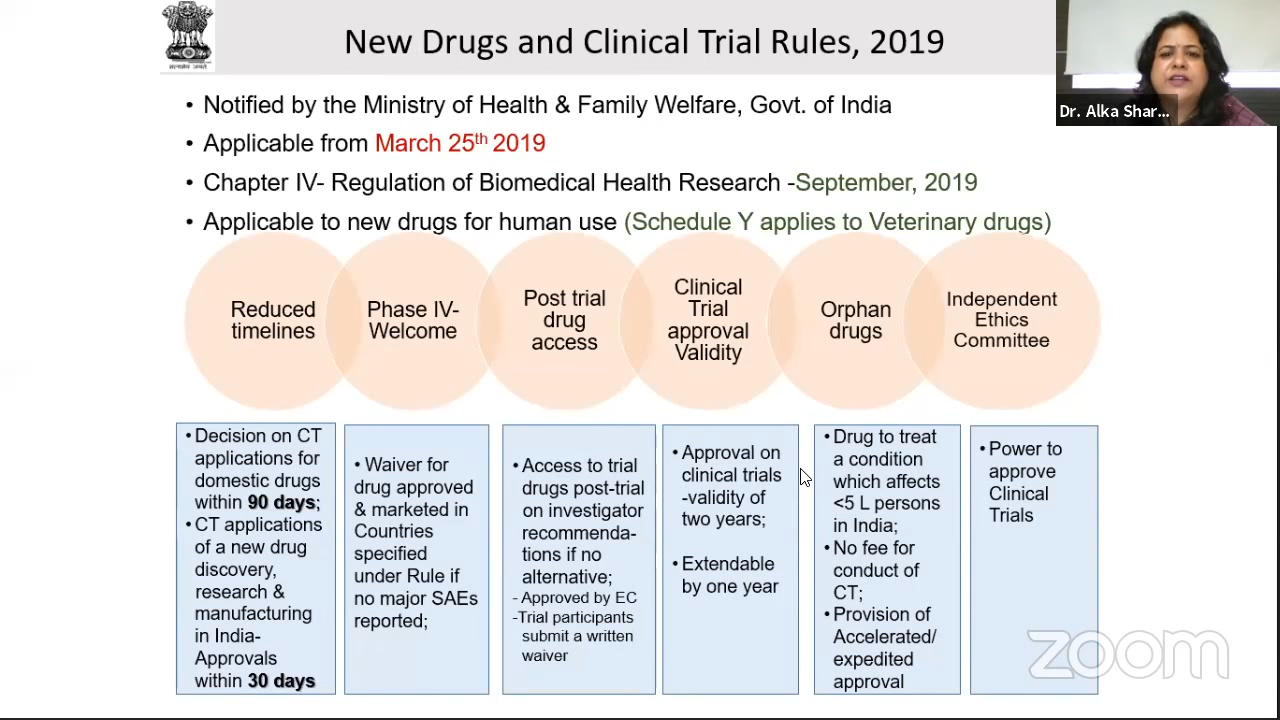 New Drugs and Clinical Trial Rules, 2019
Dr. Alka Shar...
• Notified by the Ministry of Health & Family Welfare, Govt. of India
• Applicable from March 25th 2019
• Chapter IV- Regulation of Biomedical Health Research -September, 2019
• Applicable to new drugs for human use (Schedule Y applies to Veterinary drugs)
Reduced
timelines
Phase IV-
Welcome
Post trial
drug
access
Clinical
Trial
approval
Validity
Orphan
drugs
Independent
Ethics
Committee
• Decision on CT
applications for
domestic drugs
within 90 days;
• CT applications
of a new drug
discovery,
research &
manufacturing
in India-
Approvals
within 30 days
• Waiver for
drug approved
& marketed in
Countries
specified
under Rule if
no major SAEs
reported;
• Access to trial
drugs post-trial
on investigator
recommenda-
tions if no
alternative;
- Approved by EC
-Trial participants
submit a written
waiver
• Approval on
clinical trials
-validity of
two years;
• Extendable
by one year
• Drug to treat
a condition
which affects
<5 L persons
in India;
• No fee for
conduct of
CT;
• Provision of
Accelerated/
expedited
approval
• Power to
approve
Clinical
Trials
zoom